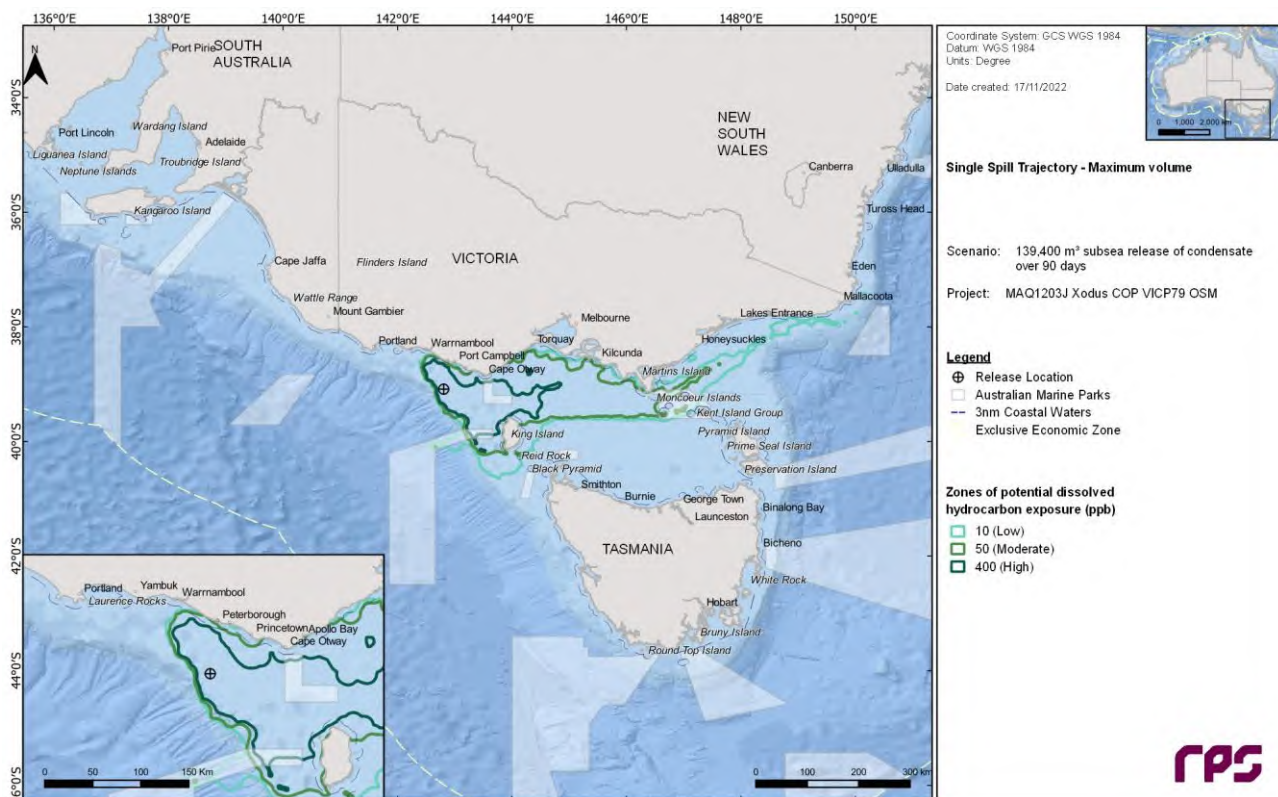 136°0'E 138°0'E 140°0'E 142°0'E 144°0'E 146°0'E 148°0'E 150°0'E
N
Port Pirie
SOUTH
AUSTRALIA
34°0'S
Wardang Island
Port Lincoln
Adelaide
Liguanea Island
Troubridge Island
Neptune Islands
36°0'S
Kangaroo Island
NEW
SOUTH
WALES
Canberra
Ulladulla
Tuross Head
Cape Jaffa
Flinders Island
VICTORIA
Eden
Wattle Range
Mount Gambier
Mallacoota
38°0'S
Melbourne
Lakes Entrance
Portland
Warrnambool
Torquay
Honeysuckles
Port Campbell
Kilcunda
Cape Otway
Martins Island
Moncoeur Islands
Kent Island Group
40°0'S
King Island
Pyramid Island
Prime Seal Island
Reid Rock
Black Pyramid
Preservation Island
Smithton
Burnie
George Town
Binalong Bay
Launceston
42°0'S
TASMANIA
Bicheno
White Rock
Hobart
Bruny Island
Round Top Island
44°0'S
6°0'S
Portland
Yambuk
Warrnambool
Laurence Rocks
Peterborough
Princetown
Apollo Bay
Cape Otway
0 50 100 150 Km
0 100 200 300 km
Coordinate System: GCS WGS 1984
Datum: WGS 1984
Units: Degree
Date created: 17/11/2022
0 1,000 2,000 km
Single Spill Trajectory - Maximum volume
Scenario: 139,400 m³ subsea release of condensate
over 90 days
Project: MAQ1203J Xodus COP VICP79 OSM
Legend
Release Location
Australian Marine Parks
3nm Coastal Waters
Exclusive Economic Zone
Zones of potential dissolved
hydrocarbon exposure (ppb)
10 (Low)
50 (Moderate)
400 (High)
rps